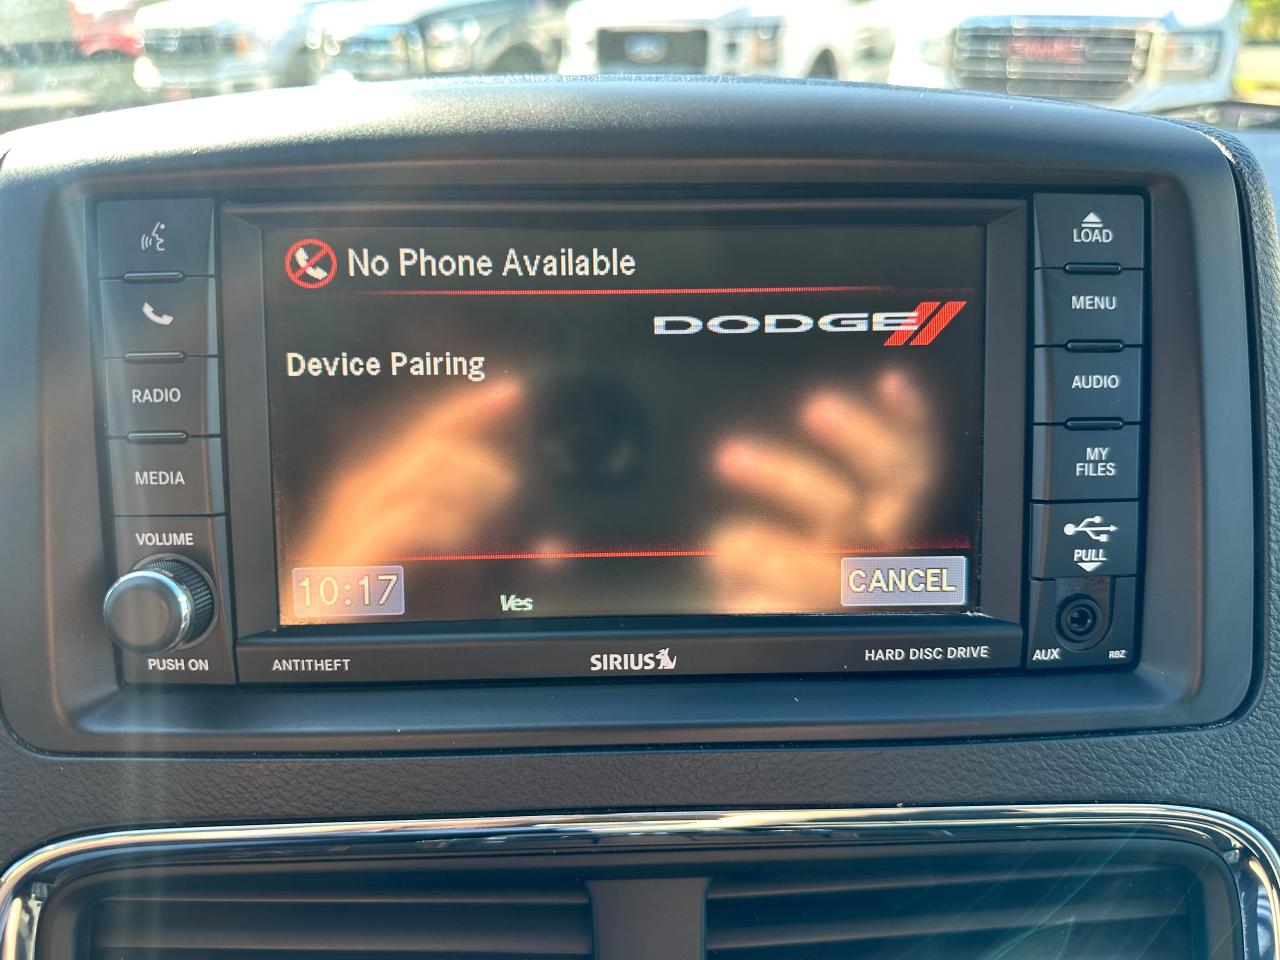 No Phone Available
DODGE
Device Pairing
10:17
Ves
CANCEL
RADIO
MEDIA
VOLUME
PUSH ON
LOAD
MENU
AUDIO
MY
FILES
PULL
AUX
RBZ
ANTITHEFT
SIRIUS
HARD DISC DRIVE